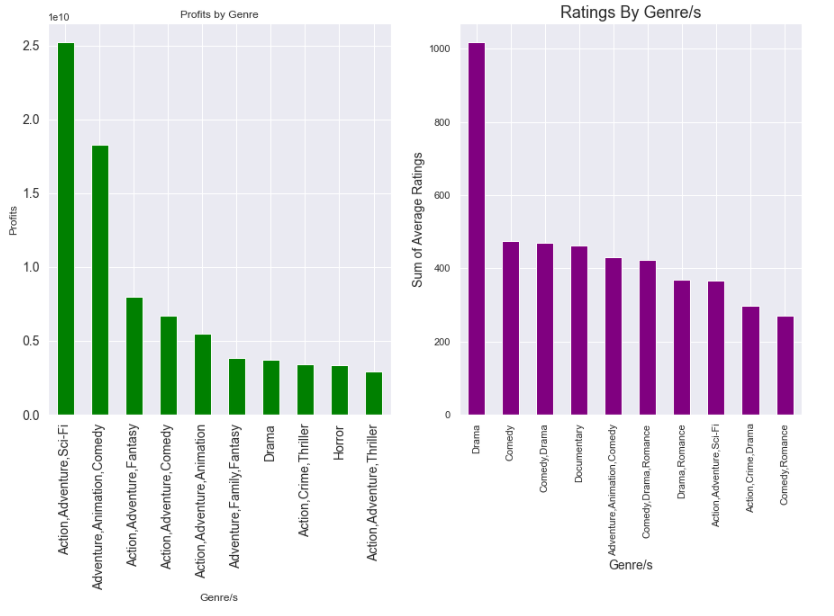 Profits by Genre
1e10
2.5
2.0
1.5
1.0
0.5
0.0
Profits
Action,Adventure,Sci-Fi
Adventure,Animation,Comedy
Action,Adventure,Fantasy
Action,Adventure,Comedy
Action,Adventure,Animation
Adventure,Family,Fantasy
Drama
Action,Crime,Thriller
Horror
Action,Adventure,Thriller
Genre/s
Ratings By Genre/s
1000
800
600
400
200
0
Sum of Average Ratings
Drama
Comedy
Comedy,Drama
Documentary
Adventure,Animation,Comedy
Comedy,Drama,Romance
Drama,Romance
Action,Adventure,Sci-Fi
Action,Crime,Drama
Comedy,Romance
Genre/s